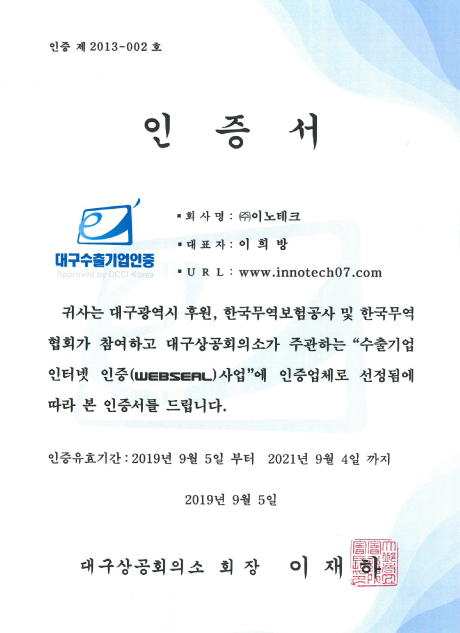 인증 제 2013-002 호
인 증 서
대구수출기업인증
Approved by DCCI Korea
▪ 회 사 명 : ㈜이노테크
▪ 대 표 자 : 이 희 방
▪ U R L : www.innotech07.com
귀사는 대구광역시 후원, 한국무역보험공사 및 한국무역
협회가 참여하고 대구상공회의소가 주관하는 “수출기업
인터넷 인증(WEBSEAL)사업”에 인증업체로 선정됨에
따라 본 인증서를 드립니다.
인증유효기간 : 2019년 9월 5일 부터 2021년 9월 4일 까지
2019년 9월 5일
대구상공회의소 회 장 이 재 하